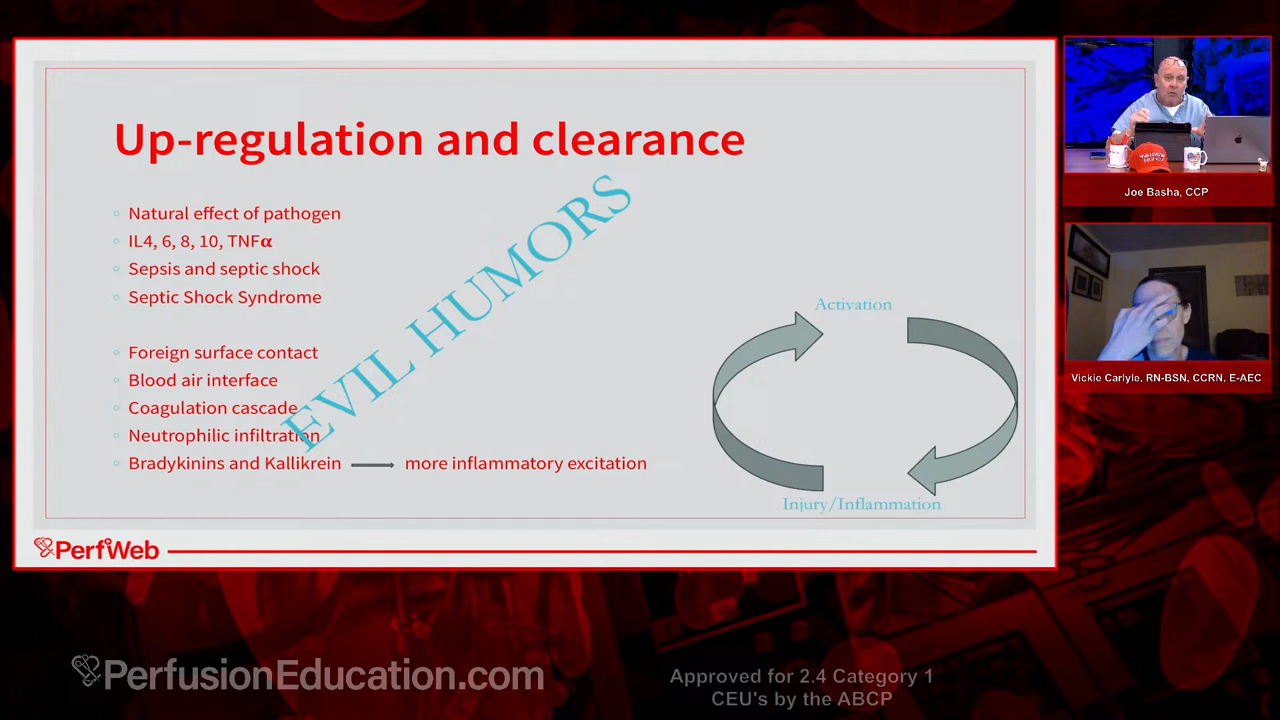 Up-regulation and clearance
Natural effect of pathogen
IL4, 6, 8, 10, TNFα
Sepsis and septic shock
Septic Shock Syndrome
Foreign surface contact
Blood air interface
Coagulation cascade
Neutrophilic infiltration
Bradykinins and Kallikrein more inflammatory excitation
EVIL HUMORS
Activation
Injury/Inflammation
PerfWeb
Joe Basha, CCP
Vickie Carlyle, RN-BSN, CCRN, E-AEC
PerfusionEducation.com
Approved for 2.4 Category 1
CEU's by the ABCP